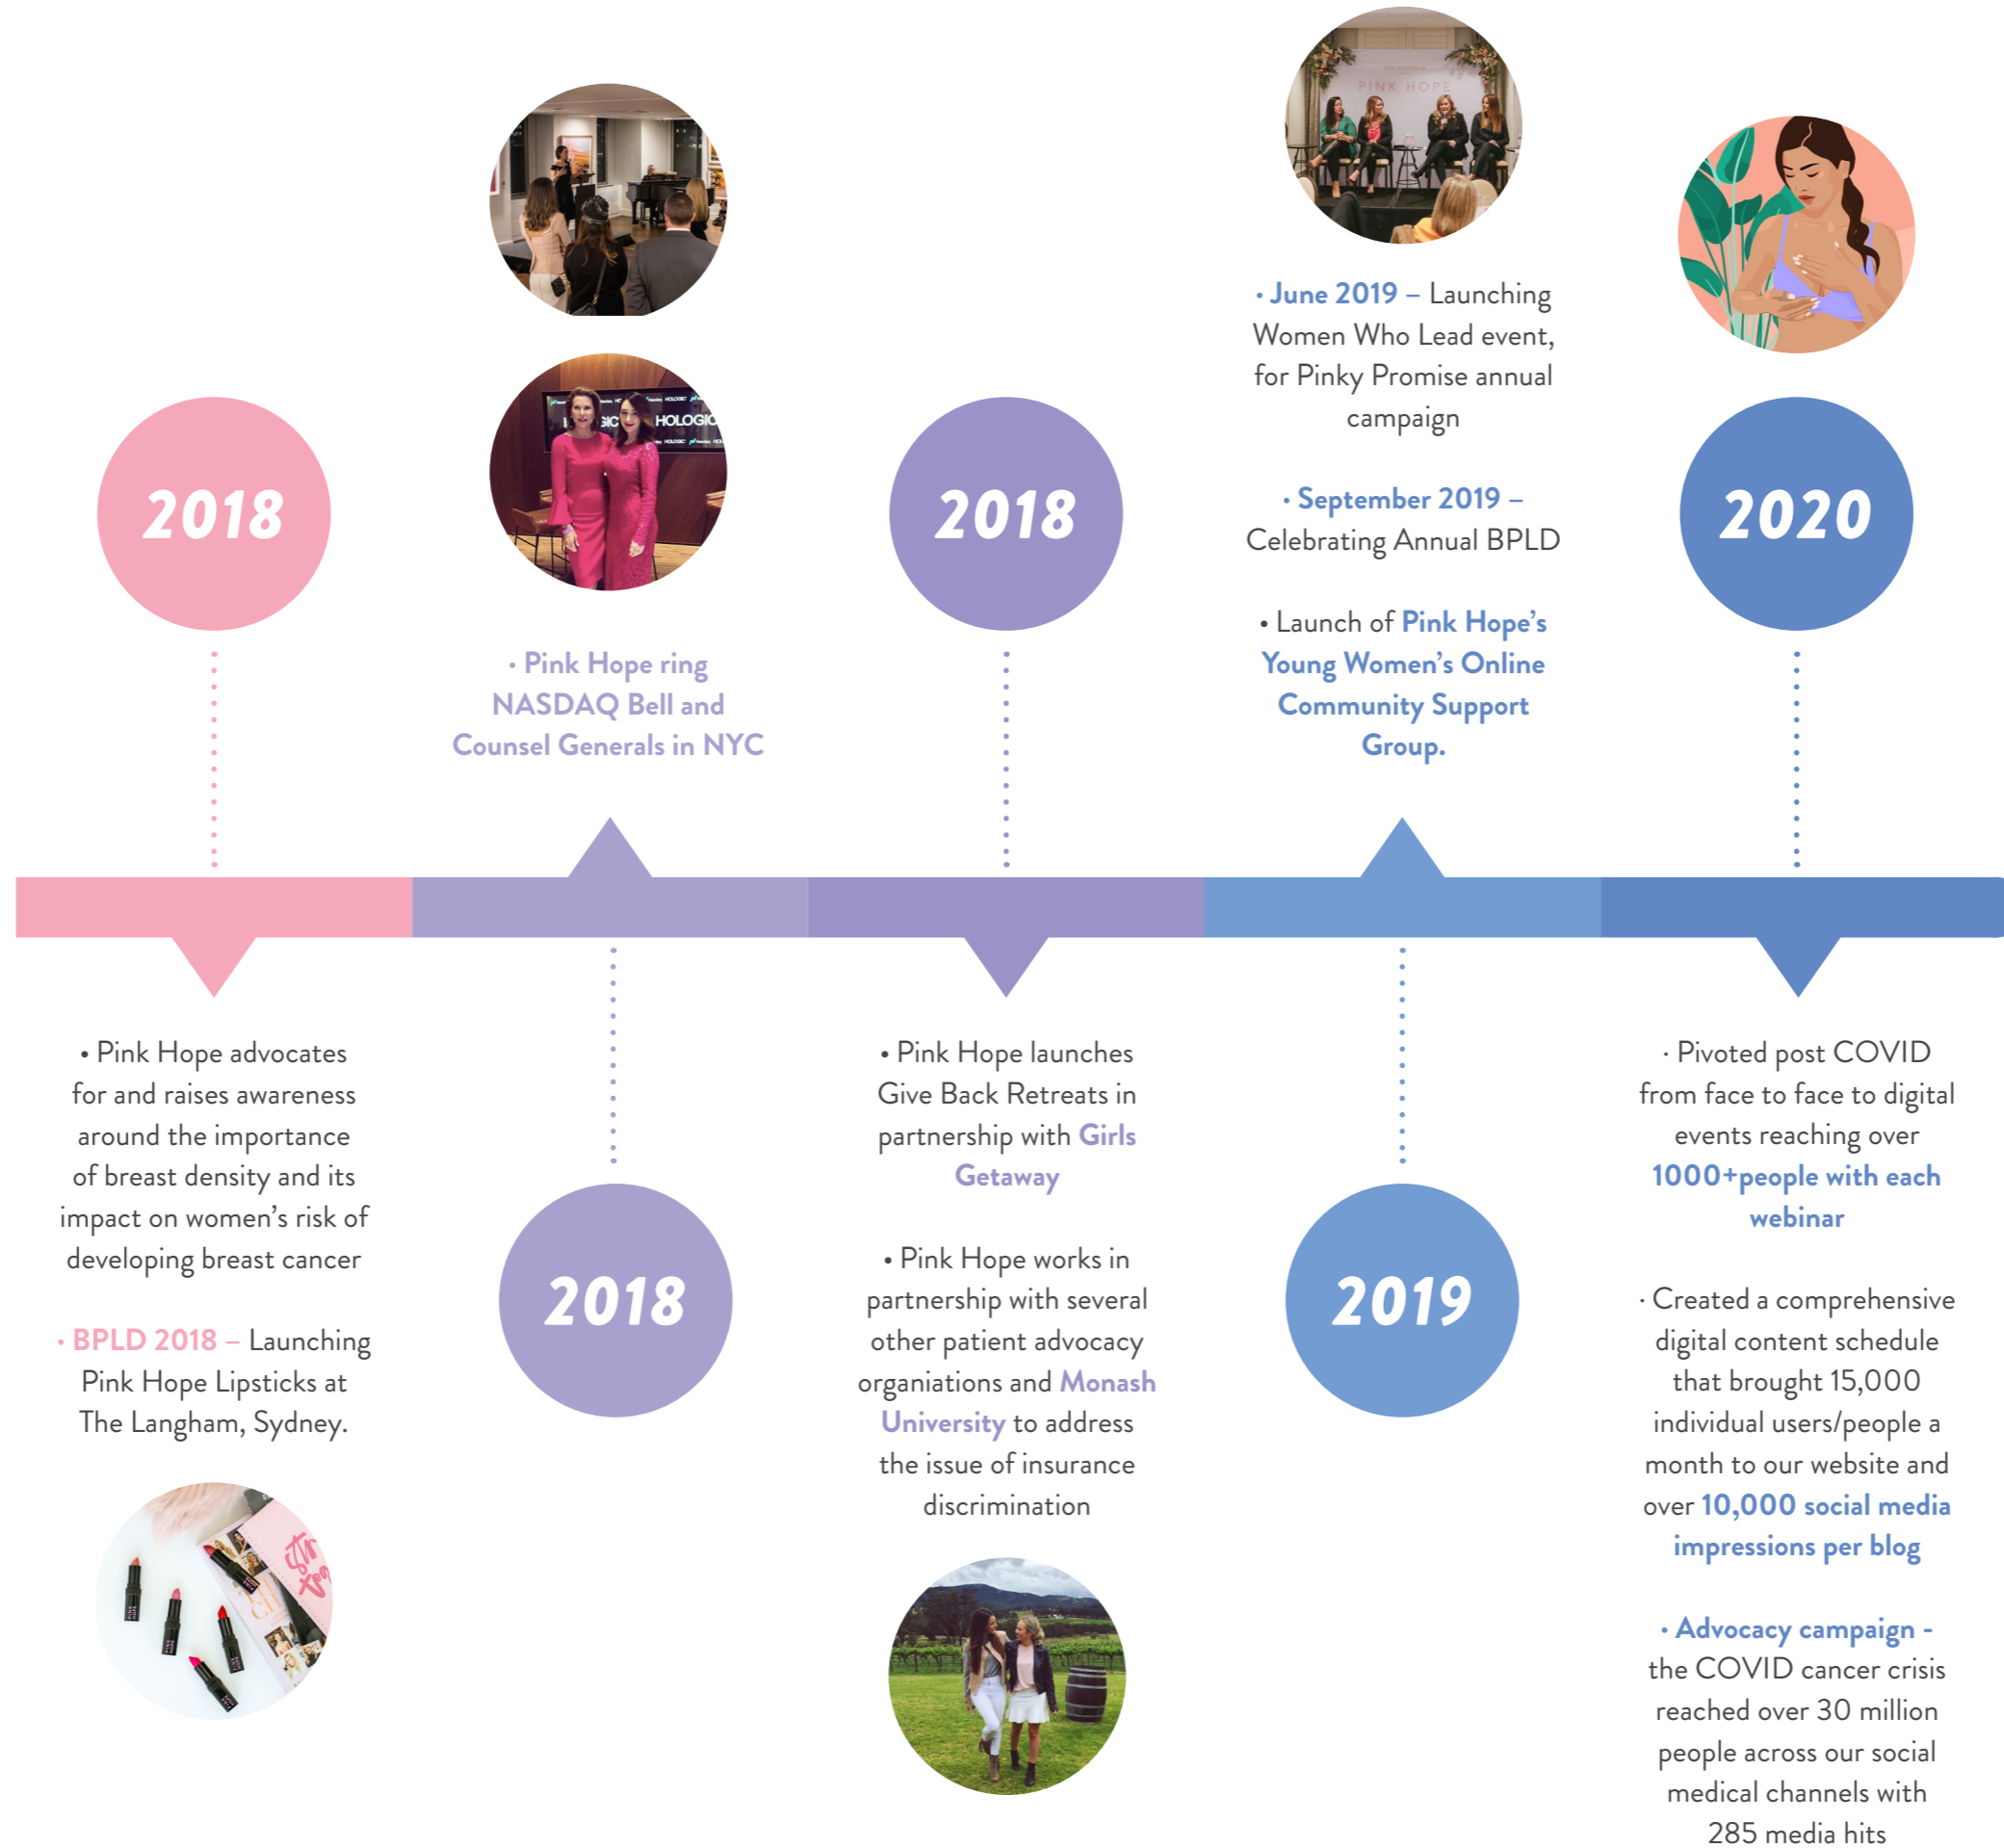 2018
• Pink Hope advocates
for and raises awareness
around the importance
of breast density and its
impact on women's risk of
developing breast cancer
· BPLD 2018 – Launching
Pink Hope Lipsticks at
The Langham, Sydney.
HOLOGIC
· Pink Hope ring
NASDAQ Bell and
Counsel Generals in NYC
2018
2018
• Pink Hope launches
Give Back Retreats in
partnership with Girls
Getaway
• Pink Hope works in
partnership with several
other patient advocacy
organiations and Monash
University to address
the issue of insurance
discrimination
PINK HOPE
· June 2019 – Launching
Women Who Lead event,
for Pinky Promise annual
campaign
· September 2019 –
Celebrating Annual BPLD
• Launch of Pink Hope's
Young Women's Online
Community Support
Group.
2019
2020
· Pivoted post COVID
from face to face to digital
events reaching over
1000+people with each
webinar
· Created a comprehensive
digital content schedule
that brought 15,000
individual users/people a
month to our website and
over 10,000 social media
impressions per blog
· Advocacy campaign -
the COVID cancer crisis
reached over 30 million
people across our social
medical channels with
285 media hits